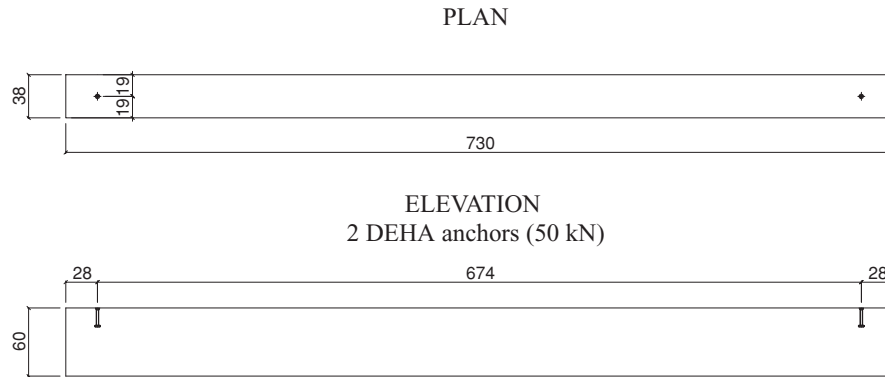 PLAN
38
19
19
730
ELEVATION
2 DEHA anchors (50 kN)
28
674
28
60